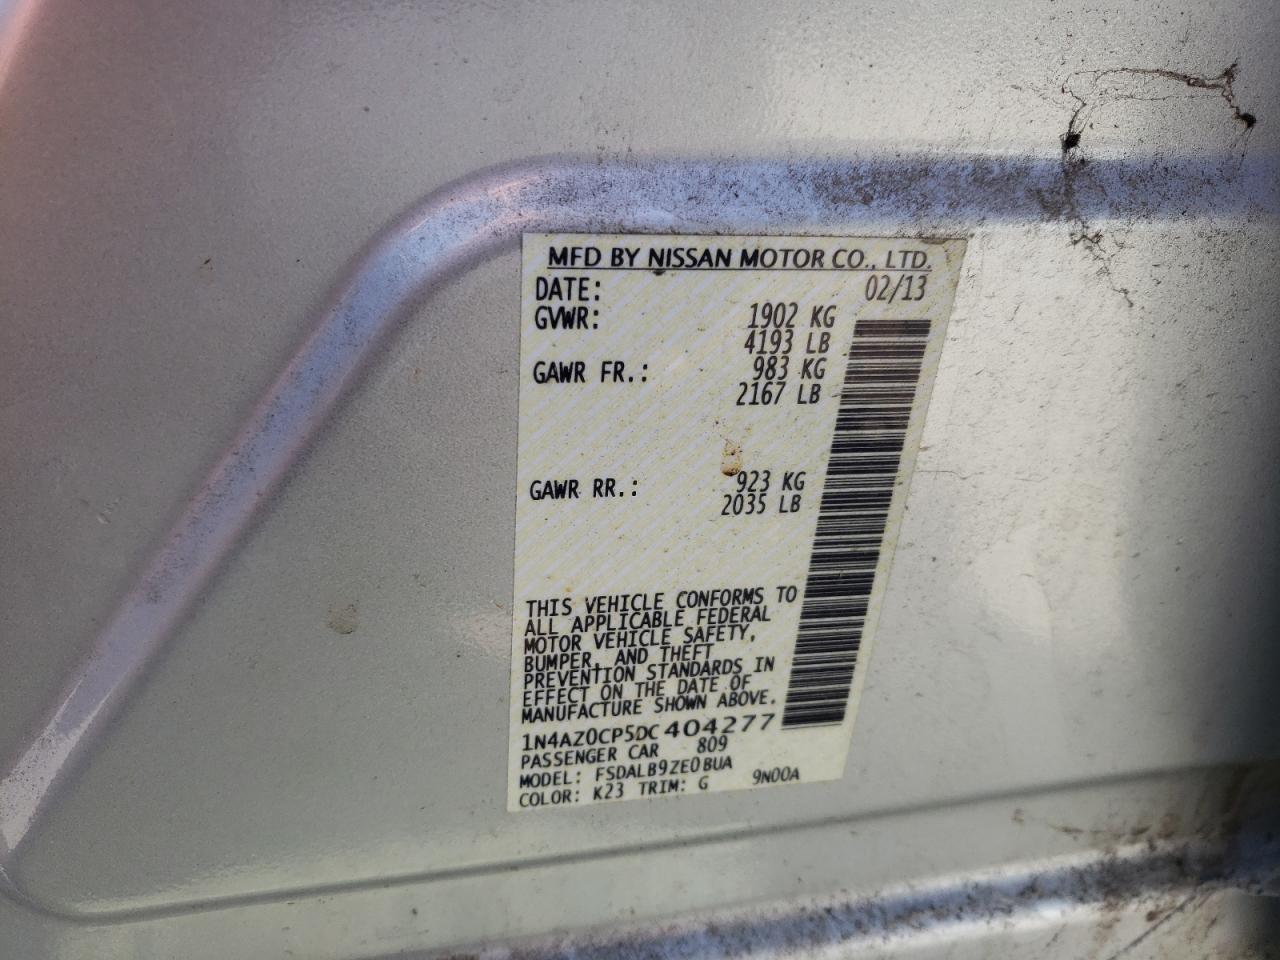 MFD BY NISSAN MOTOR CO., LTD.
DATE: 02/13
GVWR: 1902 KG
4193 LB
GAWR FR.: 983 KG
2167 LB
GAWR RR.: 923 KG
2035 LB
THIS VEHICLE CONFORMS TO
ALL APPLICABLE FEDERAL
MOTOR VEHICLE SAFETY,
BUMPER, AND THEFT
PREVENTION STANDARDS IN
EFFECT ON THE DATE OF
MANUFACTURE SHOWN ABOVE.
1N4AZ0CP5DC404277
PASSENGER CAR 809
MODEL: FSDALB9ZE0BUA
COLOR: K23 TRIM: G 9N00A